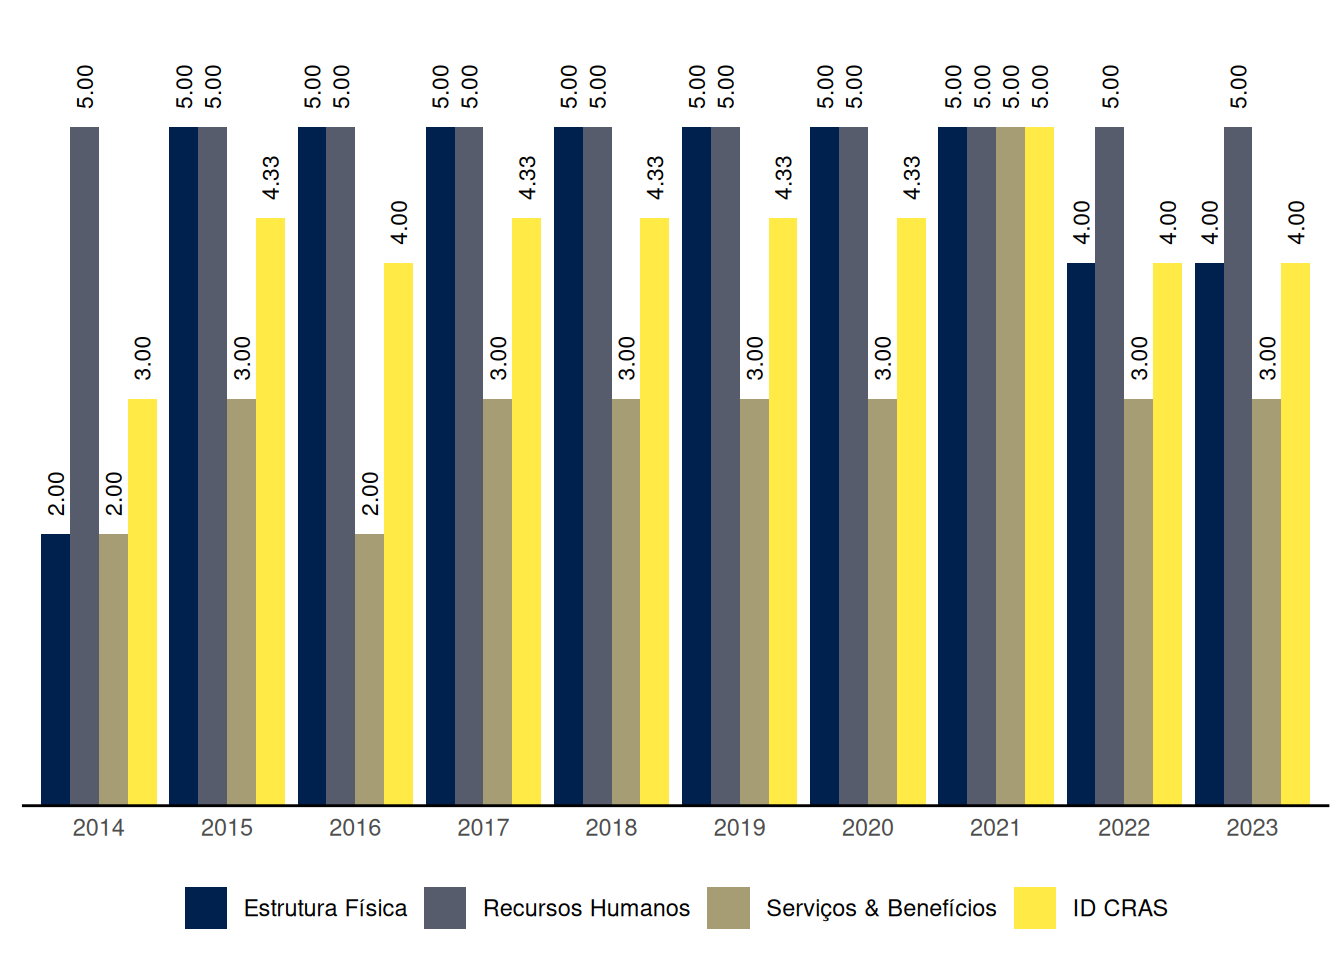 5.00 5.00 5.00 5.00 5.00 5.00 5.00 5.00 5.00 5.00 5.00 5.00 5.00 5.00 5.00 5.00 5.00 5.00 5.00
4.33 4.33 4.33 4.33 4.33
4.00 4.00 4.00 4.00 4.00
3.00 3.00 3.00 3.00 3.00 3.00 3.00 3.00
2.00 2.00 2.00
2014 2015 2016 2017 2018 2019 2020 2021 2022 2023
Estrutura Física Recursos Humanos Serviços & Benefícios ID CRAS